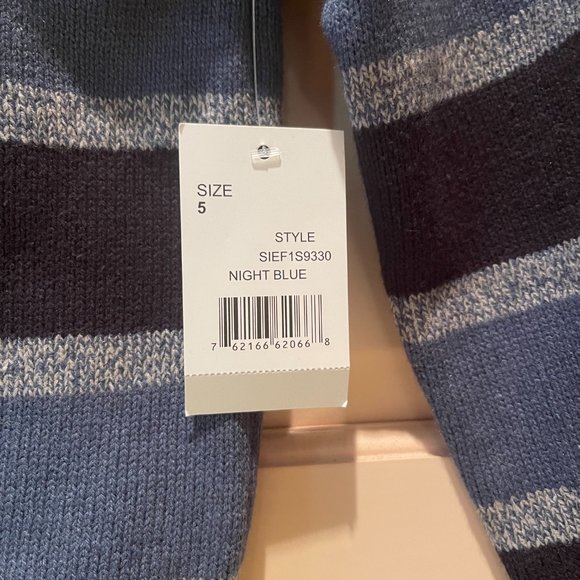 SIZE
5
STYLE
SIEF1S9330
NIGHT BLUE
7 62166 62066 8